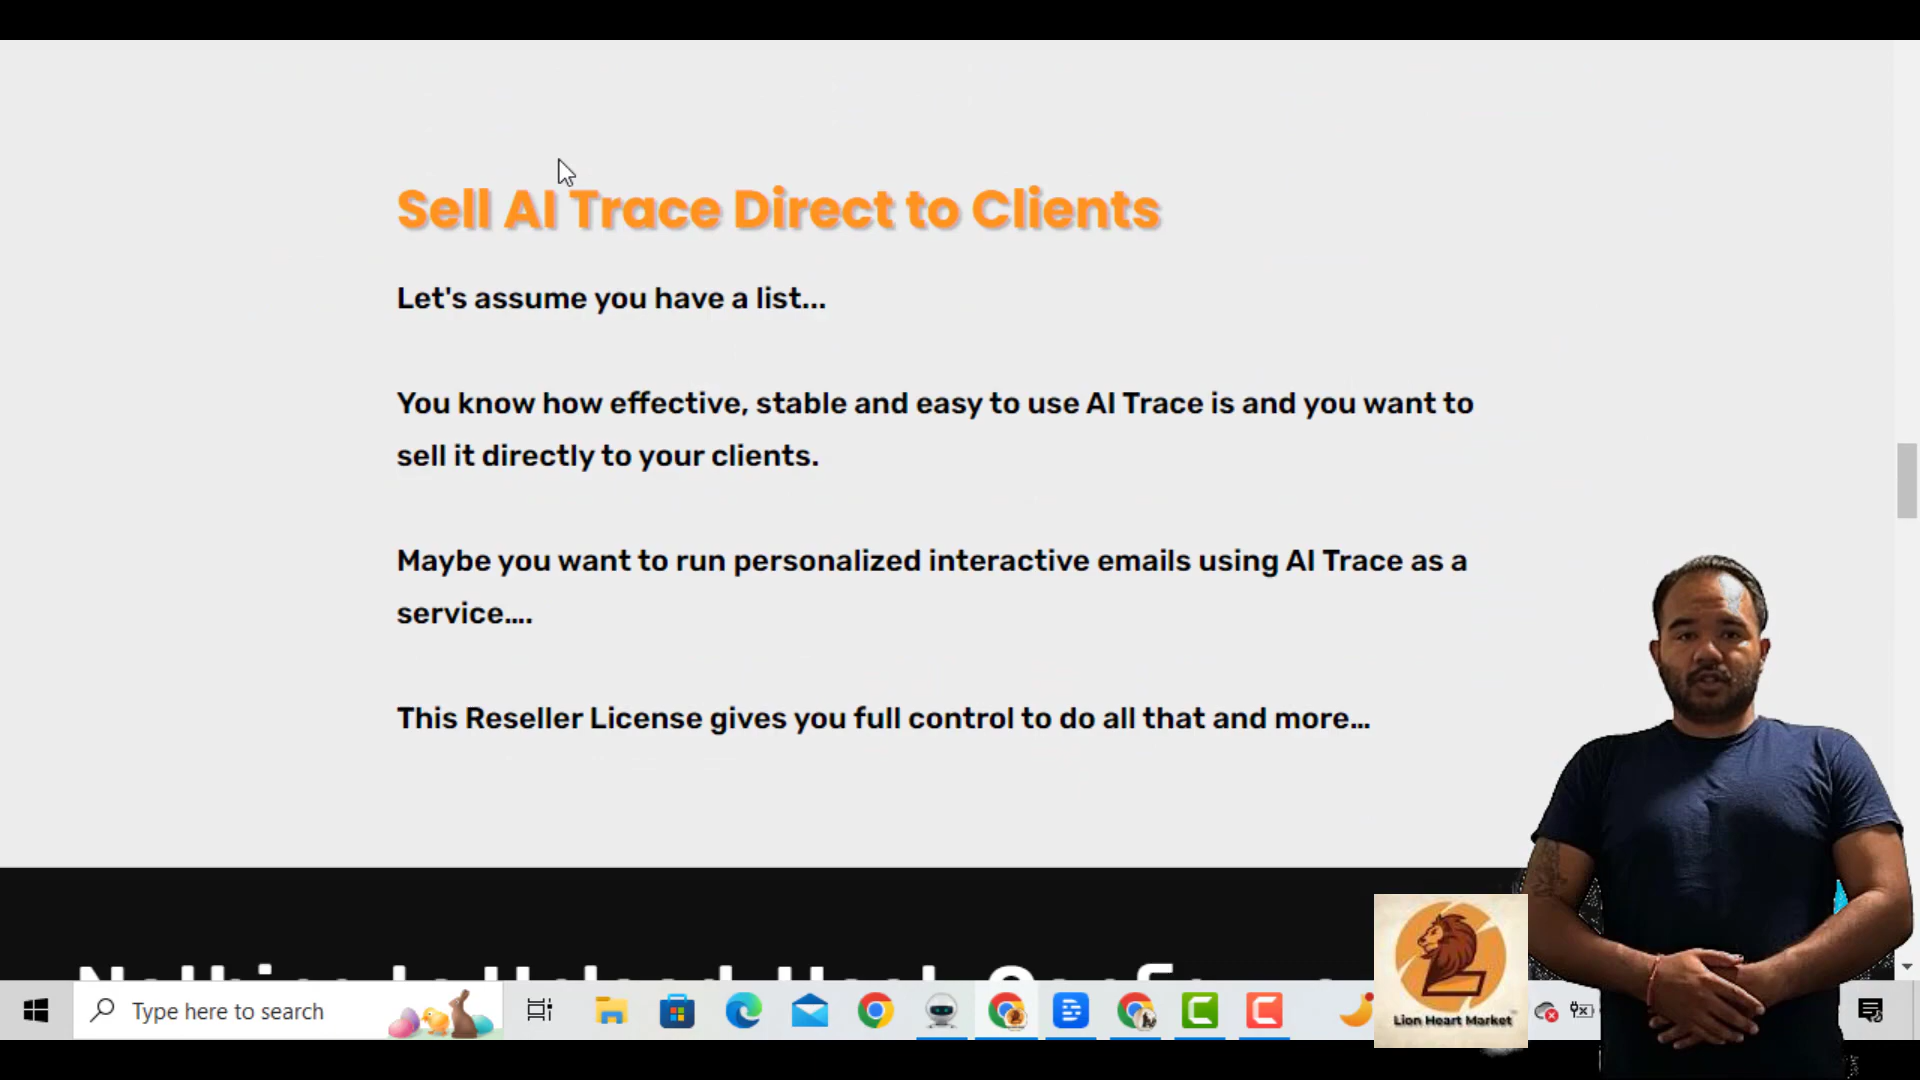 Sell AI Trace Direct to Clients
Let's assume you have a list...
You know how effective, stable and easy to use AI Trace is and you want to
sell it directly to your clients.
Maybe you want to run personalized interactive emails using AI Trace as a
service....
This Reseller License gives you full control to do all that and more...
Type here to search
Lion Heart Market